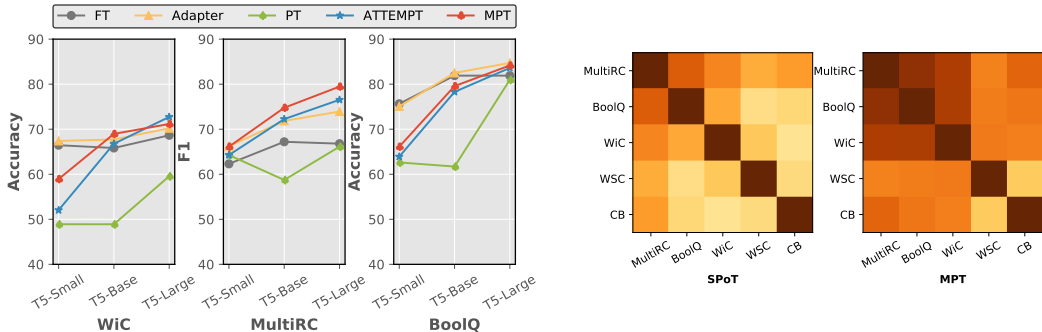 FT Adapter PT ATTEMPT MPT
90 80 70 60 50 40
Accuracy
T5-Small T5-Base T5-Large
WiC
90 80 70 60 50 40
F1
T5-Small T5-Base T5-Large
MultiRC
90 80 70 60 50 40
Accuracy
T5-Small T5-Base T5-Large
BoolQ
MultiRC
BoolQ
WiC
WSC
CB
MultiRC BoolQ WiC WSC CB
SPoT
MultiRC
BoolQ
WiC
WSC
CB
MultiRC BoolQ WiC WSC CB
MPT